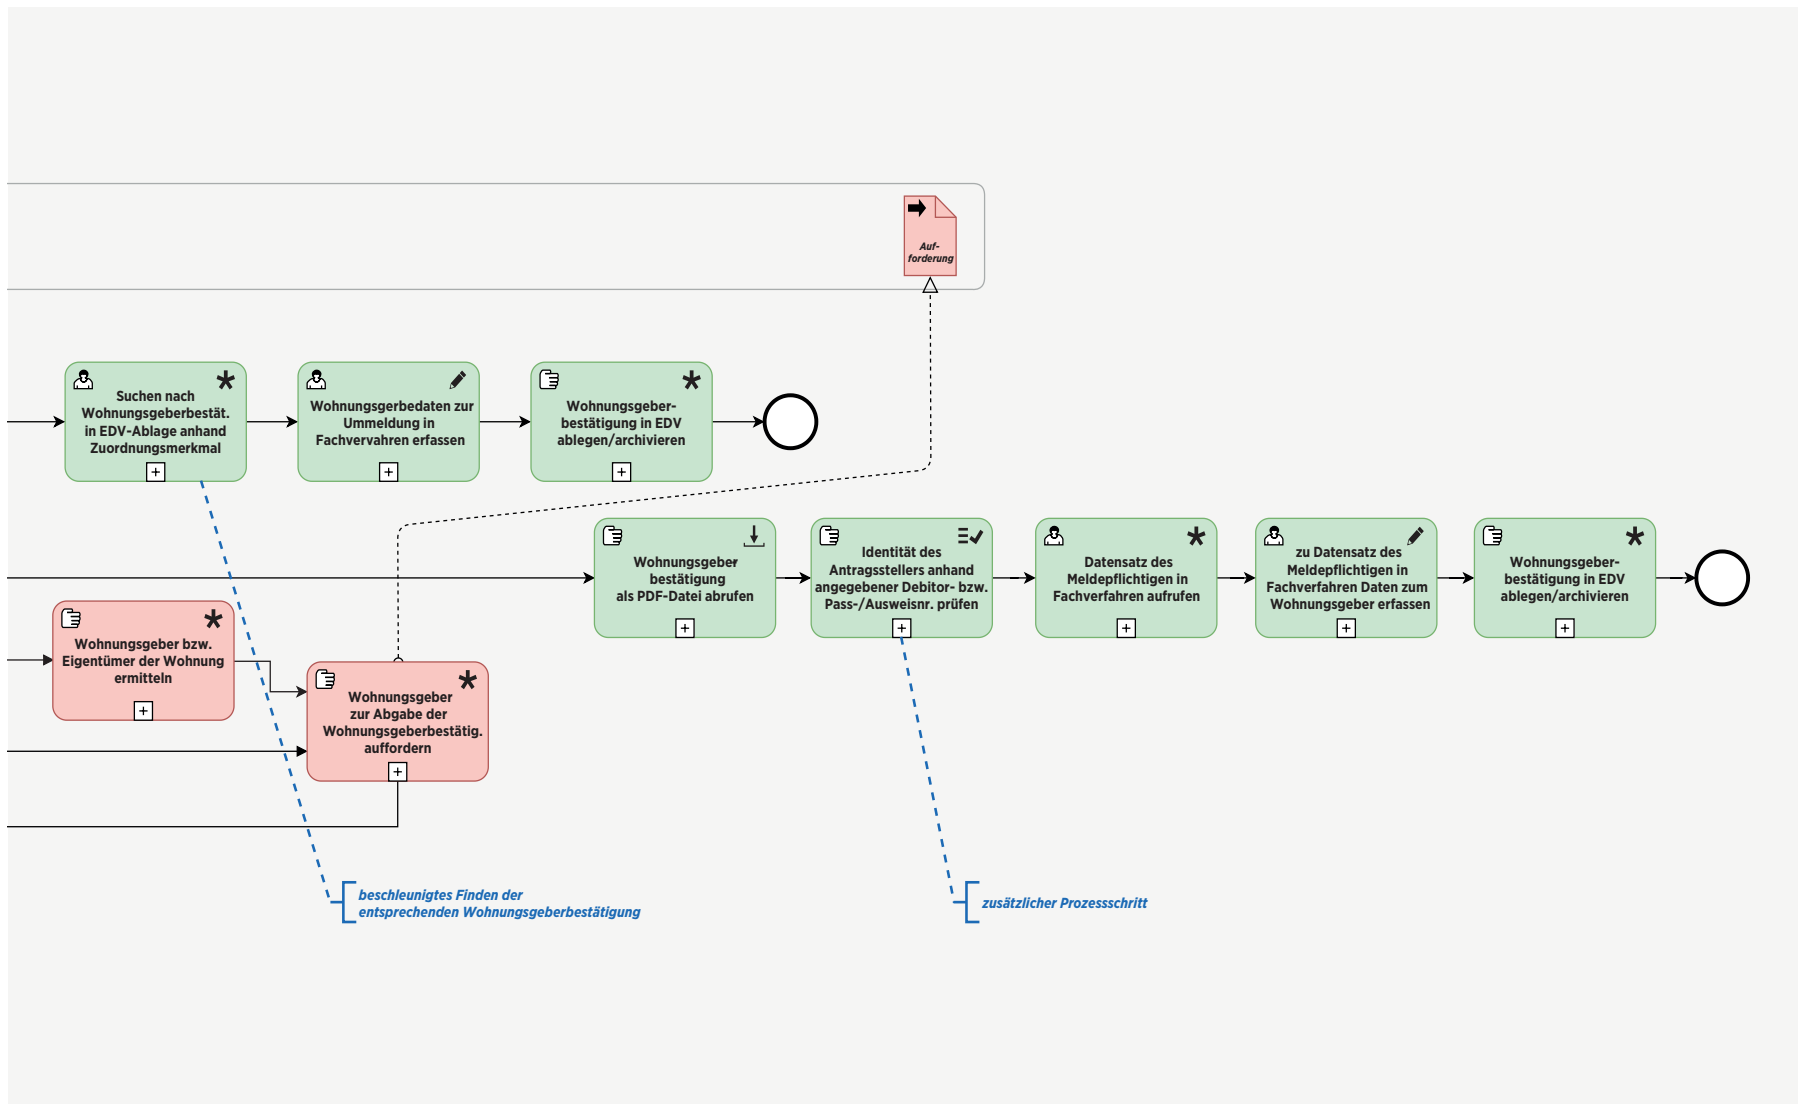 Auf-
forderung
Suchen nach
Wohnungsgeberbestät.
in EDV-Ablage anhand
Zuordnungsmerkmal
Wohnungsgerbedaten zur
Ummeldung in
Fachvervahren erfassen
Wohnungsgeber-
bestätigung in EDV
ablegen/archivieren
Wohnungsgeber
bestätigung
als PDF-Datei abrufen
Identität des
Antragsstellers anhand
angegebener Debitor- bzw.
Pass-/Ausweisnr. prüfen
Datensatz des
Meldepflichtigen in
Fachverfahren aufrufen
zu Datensatz des
Meldepflichtigen in
Fachverfahren Daten zum
Wohnungsgeber erfassen
Wohnungsgeber-
bestätigung in EDV
ablegen/archivieren
Wohnungsgeber bzw.
Eigentümer der Wohnung
ermitteln
Wohnungsgeber
zur Abgabe der
Wohnungsgeberbestätig.
auffordern
beschleunigtes Finden der
entsprechenden Wohnungsgeberbestätigung
zusätzlicher Prozessschritt